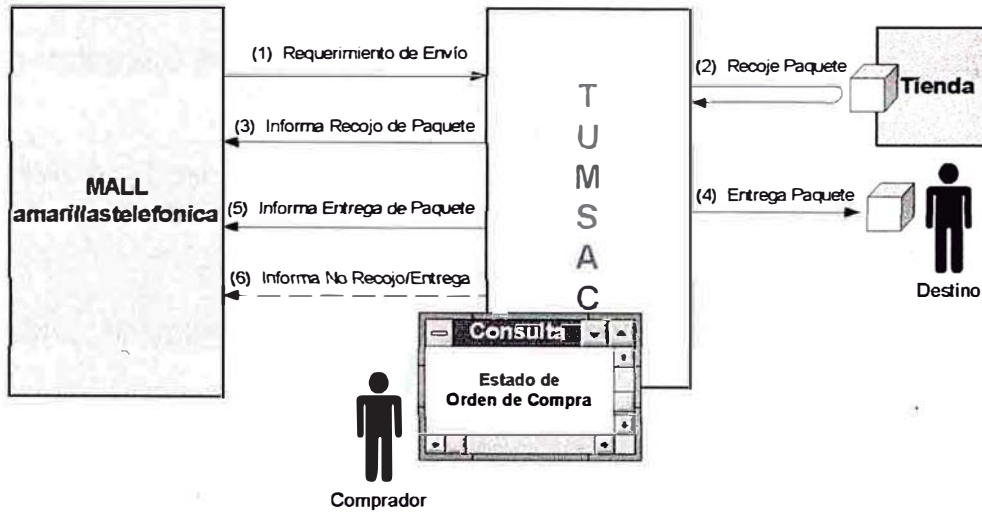 (1) Requerimiento de Envío
(2) Recoje Paquete
Tienda
(3) Informa Recojo de Paquete
MALL
amarillastelefonica
(5) Informa Entrega de Paquete
(4) Entrega Paquete
(6) Informa No Recojo/Entrega
T
U
M
S
A
C
Destino
Consulta
Estado de
Orden de Compra
Comprador